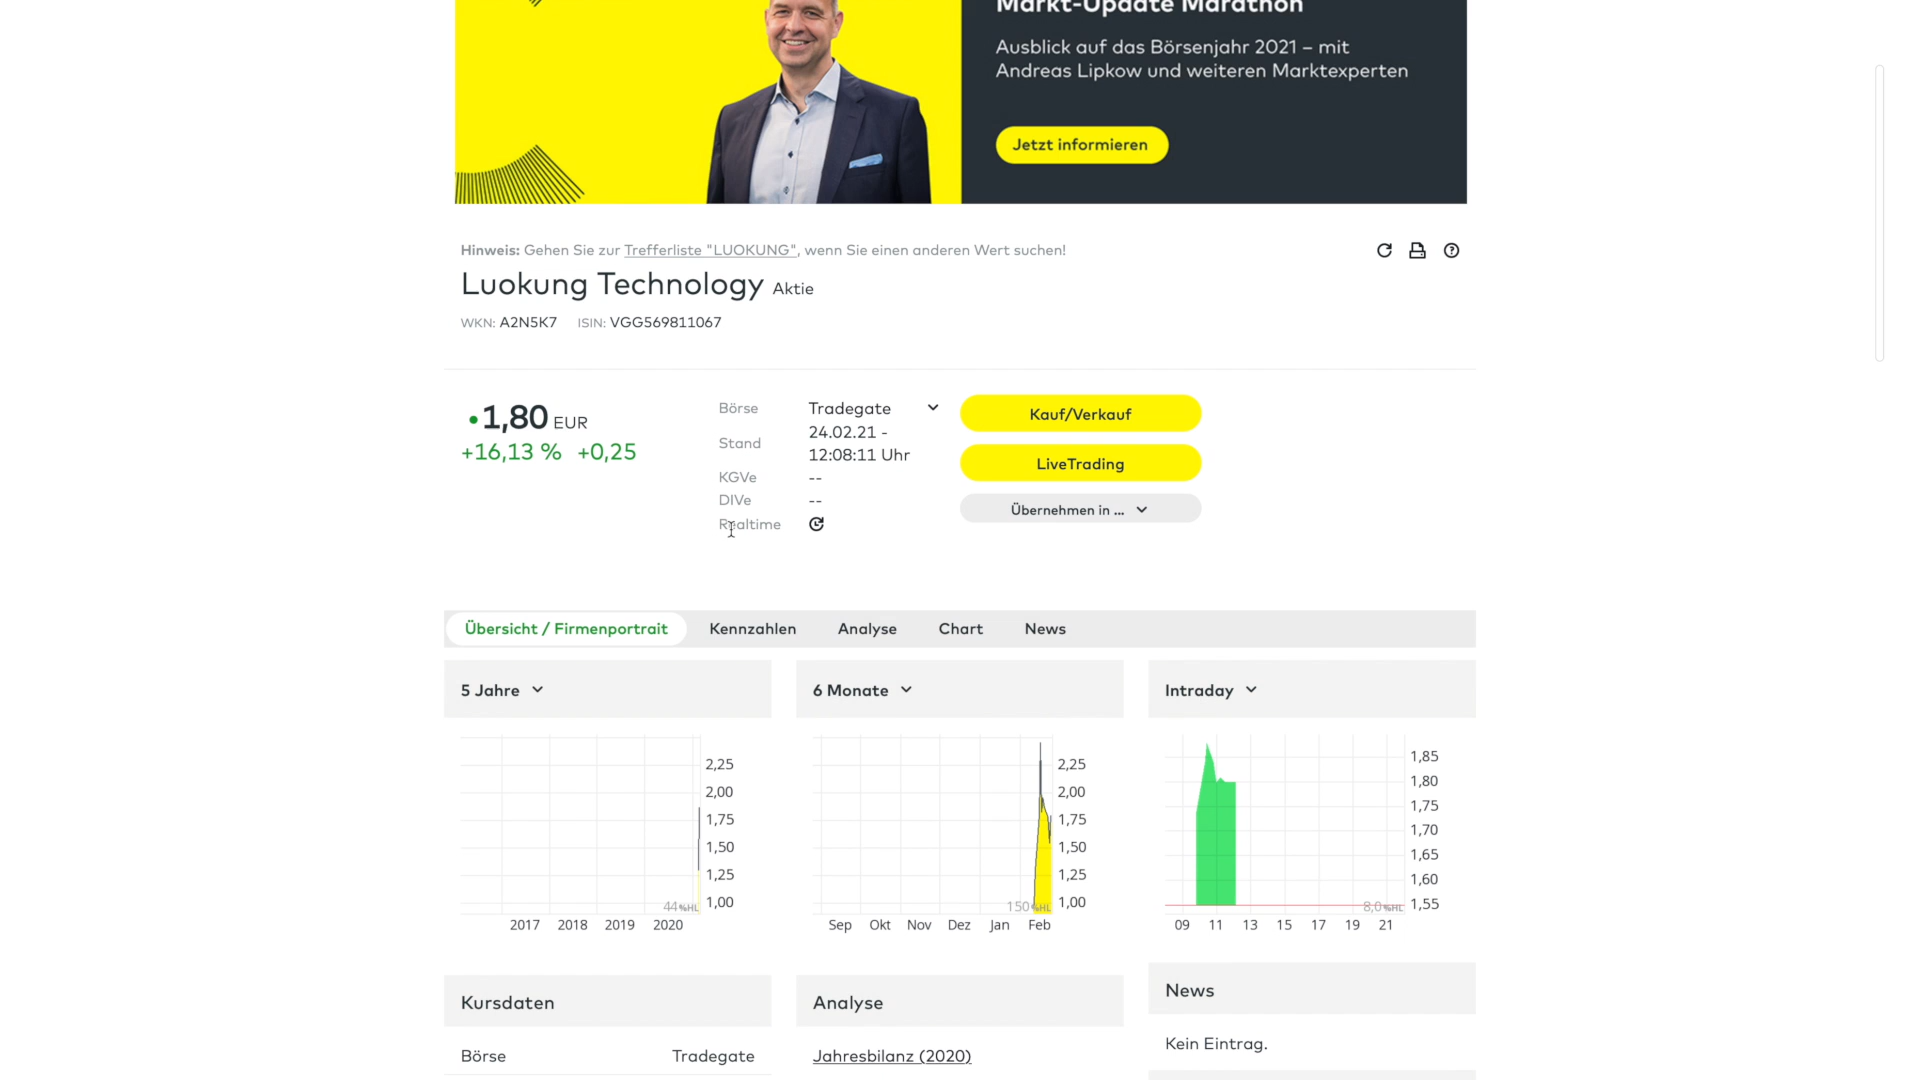 Markt-Update Marathon
Ausblick auf das Börsenjahr 2021 – mit
Andreas Lipkow und weiteren Marktexperten
Jetzt informieren
Hinweis: Gehen Sie zur Trefferliste "LUOKUNG", wenn Sie einen anderen Wert suchen!
Luokung Technology Aktie
WKN: A2N5K7 ISIN: VGG569811067
1,80 EUR
+16,13 % +0,25
Börse Tradegate
Stand 24.02.21 -
12:08:11 Uhr
KGVe --
DIVe --
Realtime
Kauf/Verkauf
LiveTrading
Übernehmen in ...
Übersicht / Firmenportrait Kennzahlen Analyse Chart News
5 Jahre
2,25
2,00
1,75
1,50
1,25
1,00
44%HL
2017 2018 2019 2020
6 Monate
2,25
2,00
1,75
1,50
1,25
1,00
150%HL
Sep Okt Nov Dez Jan Feb
Intraday
1,85
1,80
1,75
1,70
1,65
1,60
1,55
8,0%HL
09 11 13 15 17 19 21
Kursdaten
Börse Tradegate
Analyse
Jahresbilanz (2020)
News
Kein Eintrag.